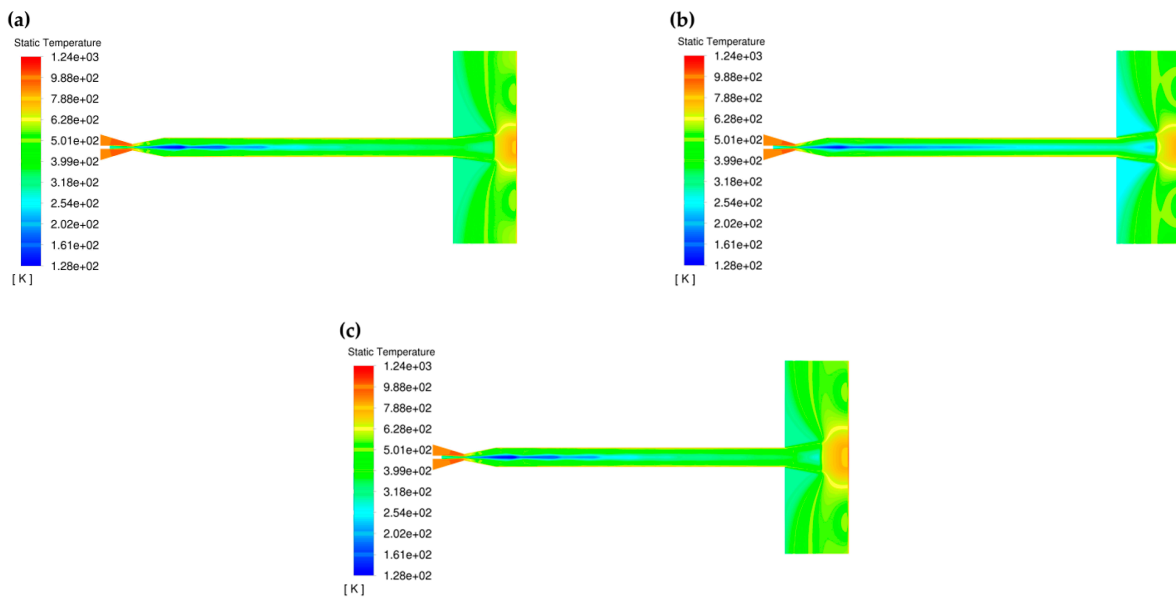 (a)
Static Temperature
1.24e+03
9.88e+02
7.88e+02
6.28e+02
5.01e+02
3.99e+02
3.18e+02
2.54e+02
2.02e+02
1.61e+02
1.28e+02
[ K ]
(b)
Static Temperature
1.24e+03
9.88e+02
7.88e+02
6.28e+02
5.01e+02
3.99e+02
3.18e+02
2.54e+02
2.02e+02
1.61e+02
1.28e+02
[ K ]
(c)
Static Temperature
1.24e+03
9.88e+02
7.88e+02
6.28e+02
5.01e+02
3.99e+02
3.18e+02
2.54e+02
2.02e+02
1.61e+02
1.28e+02
[ K ]